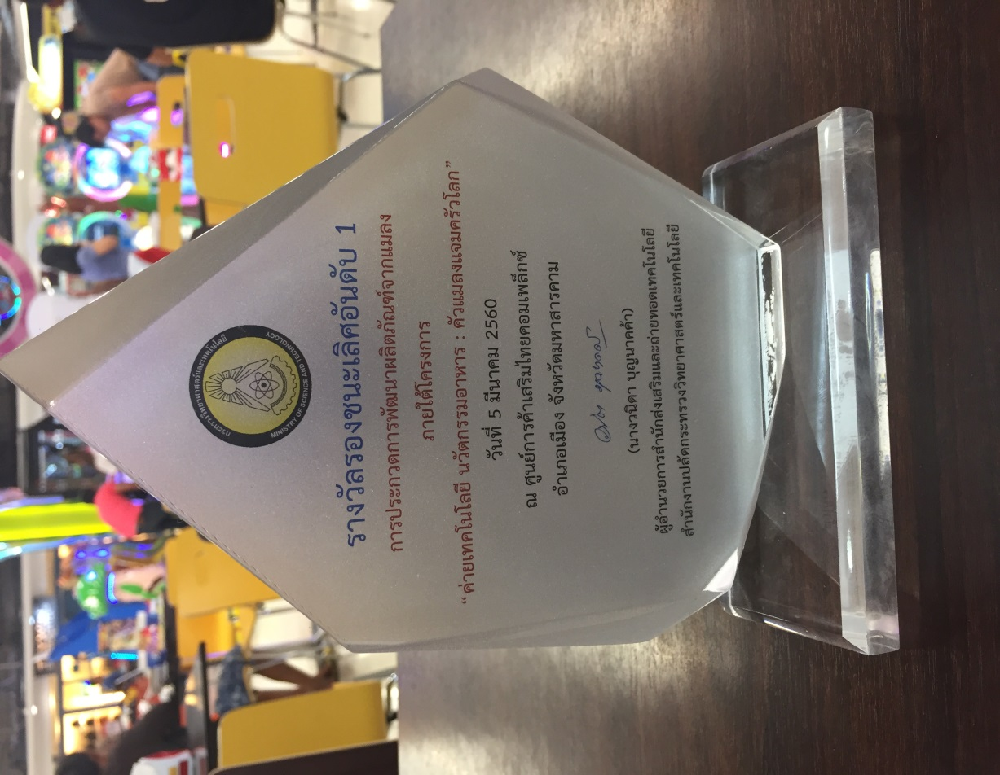 กระทรวงวิทยาศาสตร์และเทคโนโลยี
MINISTRY OF SCIENCE AND TECHNOLOGY
รางวัลรองชนะเลิศอันดับ 1
การประกวดการพัฒนาผลิตภัณฑ์จากแมลง
ภายใต้โครงการ
“ค่ายเทคโนโลยี นวัตกรรมอาหาร : คั่วแมลงแจมครัวโลก”
วันที่ 5 มีนาคม 2560
ณ ศูนย์การค้าเสริมไทยคอมเพล็กซ์
อำเภอเมือง จังหวัดมหาสารคาม
(นางวนิดา บุญนาคค้า)
ผู้อำนวยการสำนักส่งเสริมและถ่ายทอดเทคโนโลยี
สำนักงานปลัดกระทรวงวิทยาศาสตร์และเทคโนโลยี